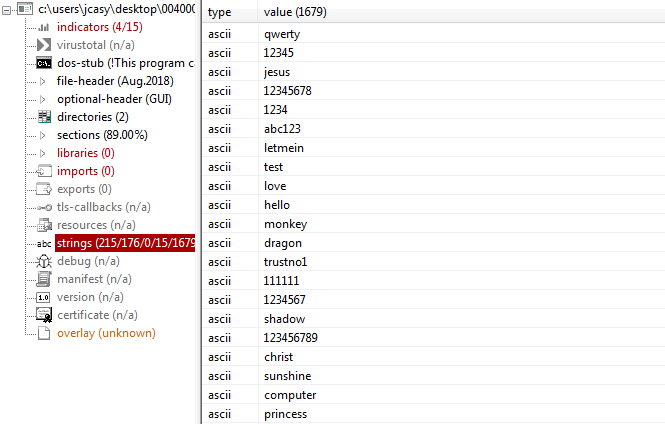 c:\users\jcasy\desktop\004000
indicators (4/15)
virustotal (n/a)
dos-stub (!This program ca
file-header (Aug.2018)
optional-header (GUI)
directories (2)
sections (89.00%)
libraries (0)
imports (0)
exports (0)
tls-callbacks (n/a)
resources (n/a)
abc strings (215/176/0/15/1679
debug (n/a)
manifest (n/a)
1.0 version (n/a)
certificate (n/a)
overlay (unknown)
type value (1679)
ascii qwerty
ascii 12345
ascii jesus
ascii 12345678
ascii 1234
ascii abc123
ascii letmein
ascii test
ascii love
ascii hello
ascii monkey
ascii dragon
ascii trustno1
ascii 111111
ascii 1234567
ascii shadow
ascii 123456789
ascii christ
ascii sunshine
ascii computer
ascii princess